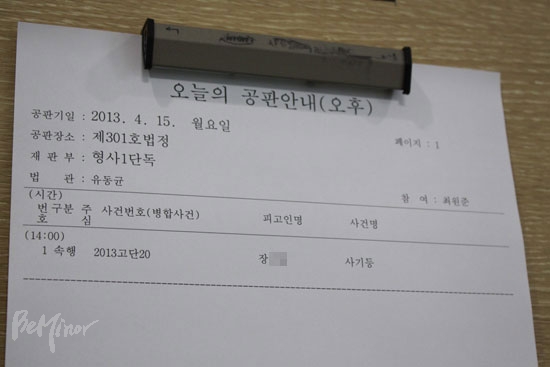 오늘의 공판안내(오후)
공판기일 : 2013. 4. 15. 월요일
공판장소 : 제301호법정 페이지 : 1
재 판 부 : 형사1단독
법 관 : 유동균
(시간) 참 여 : 최원준
번 구분 주 사건번호(병합사건) 피고인명 사건명
호 심
(14:00)
1 속행 2013고단20 장 사기등
BeMinor